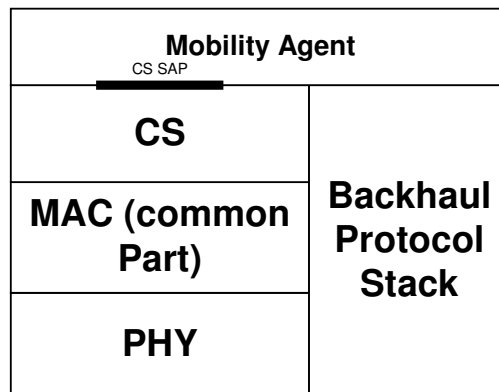 Mobility Agent
CS SAP
CS
MAC (common
Part)
PHY
Backhaul
Protocol
Stack